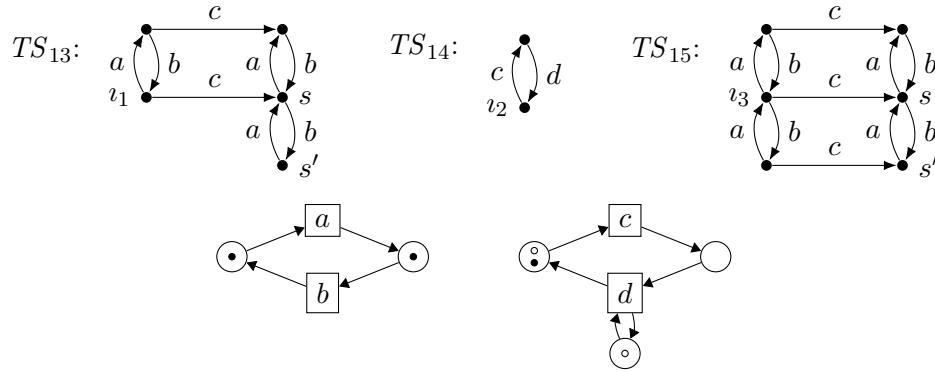 TS₁₃: c a b c a b ı₁ s a b s′
TS₁₄: c d ı₂
TS₁₅: c a b a b ı₃ c s a b a b c s′
a c
b d